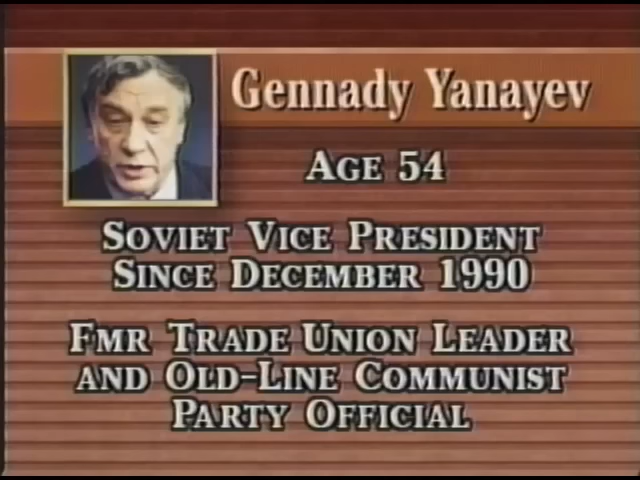 Gennady Yanayev
AGE 54
SOVIET VICE PRESIDENT
SINCE DECEMBER 1990
FMR TRADE UNION LEADER
AND OLD-LINE COMMUNIST
PARTY OFFICIAL